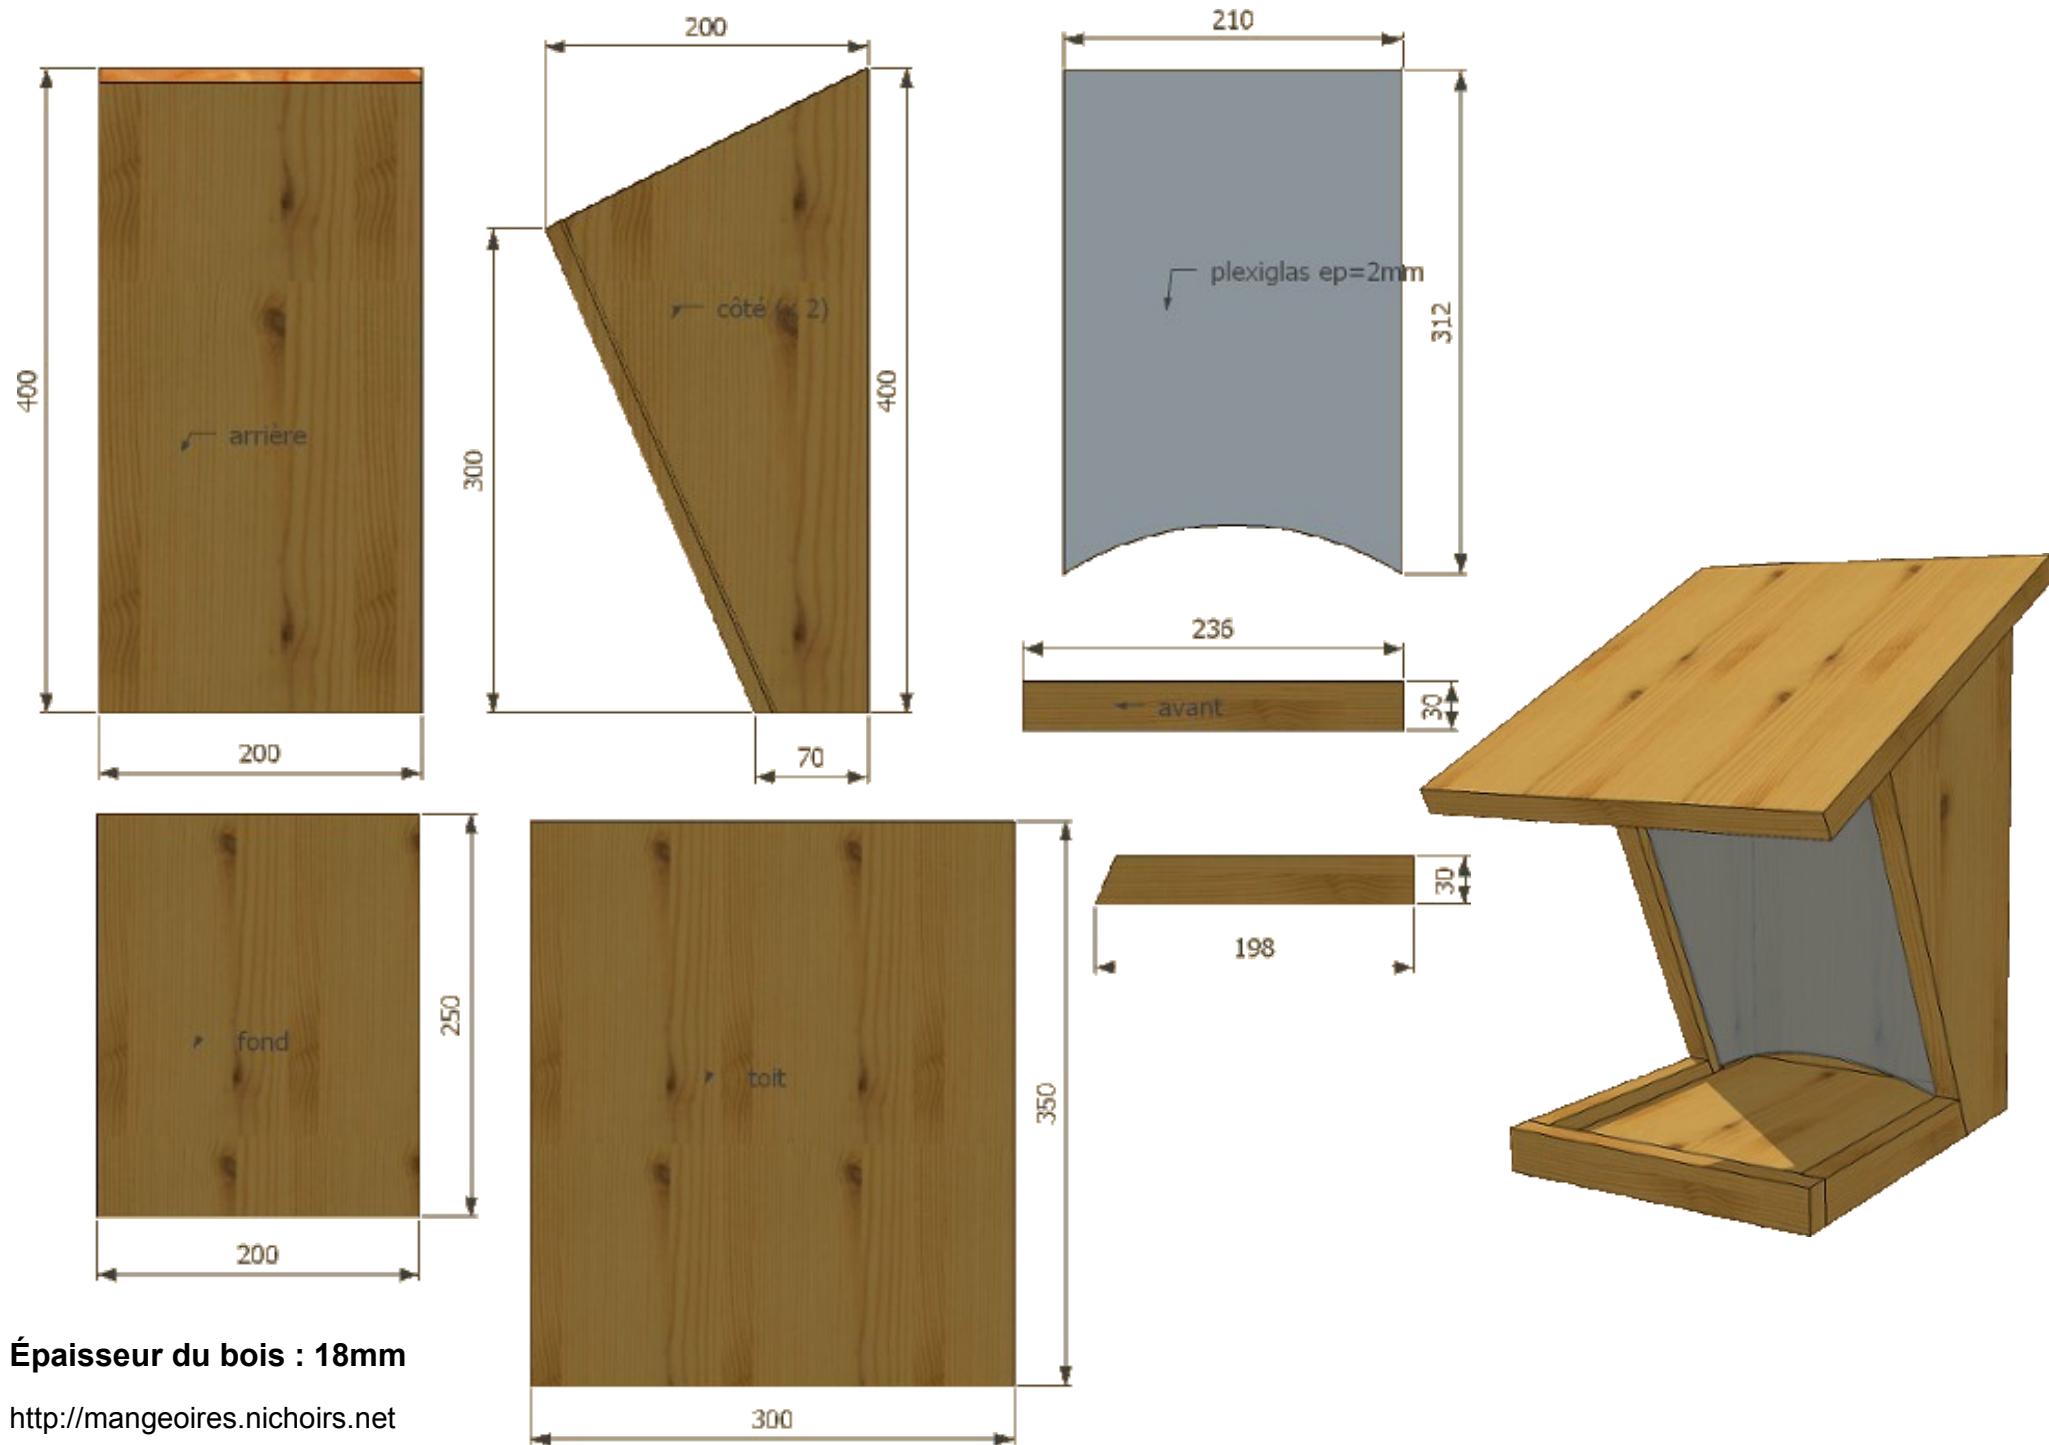 200
210
400
arrière
200
200
300
côté (x 2)
400
70
plexiglas ep=2mm
312
236
avant
30
198
30
fond
250
200
toit
350
300
Épaisseur du bois : 18mm
http://mangeoires.nichoirs.net